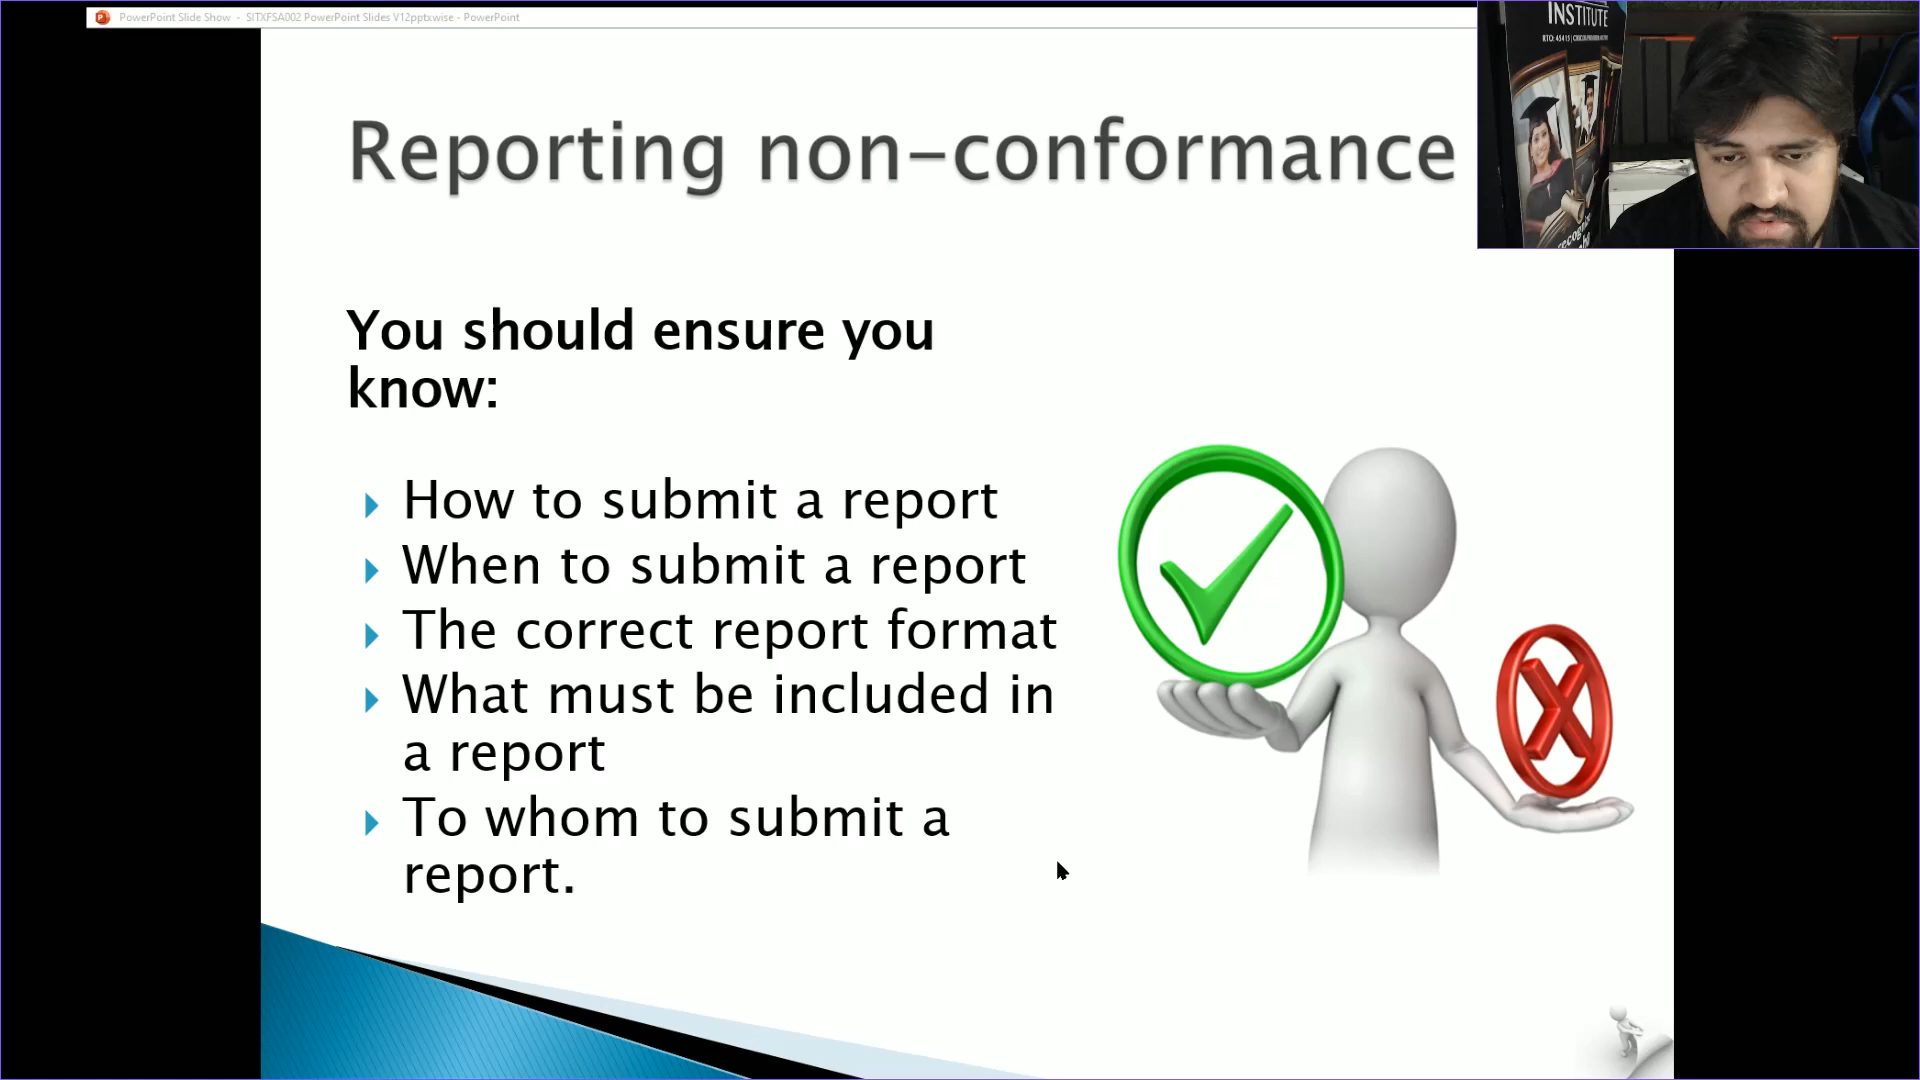 PowerPoint Slide Show - SITXFSA002 PowerPoint Slides V12pptxwise - PowerPoint
INSTITUTE
RTO: 45415 |
Reporting non-conformance
You should ensure you
know:
How to submit a report
When to submit a report
The correct report format
What must be included in
a report
To whom to submit a
report.